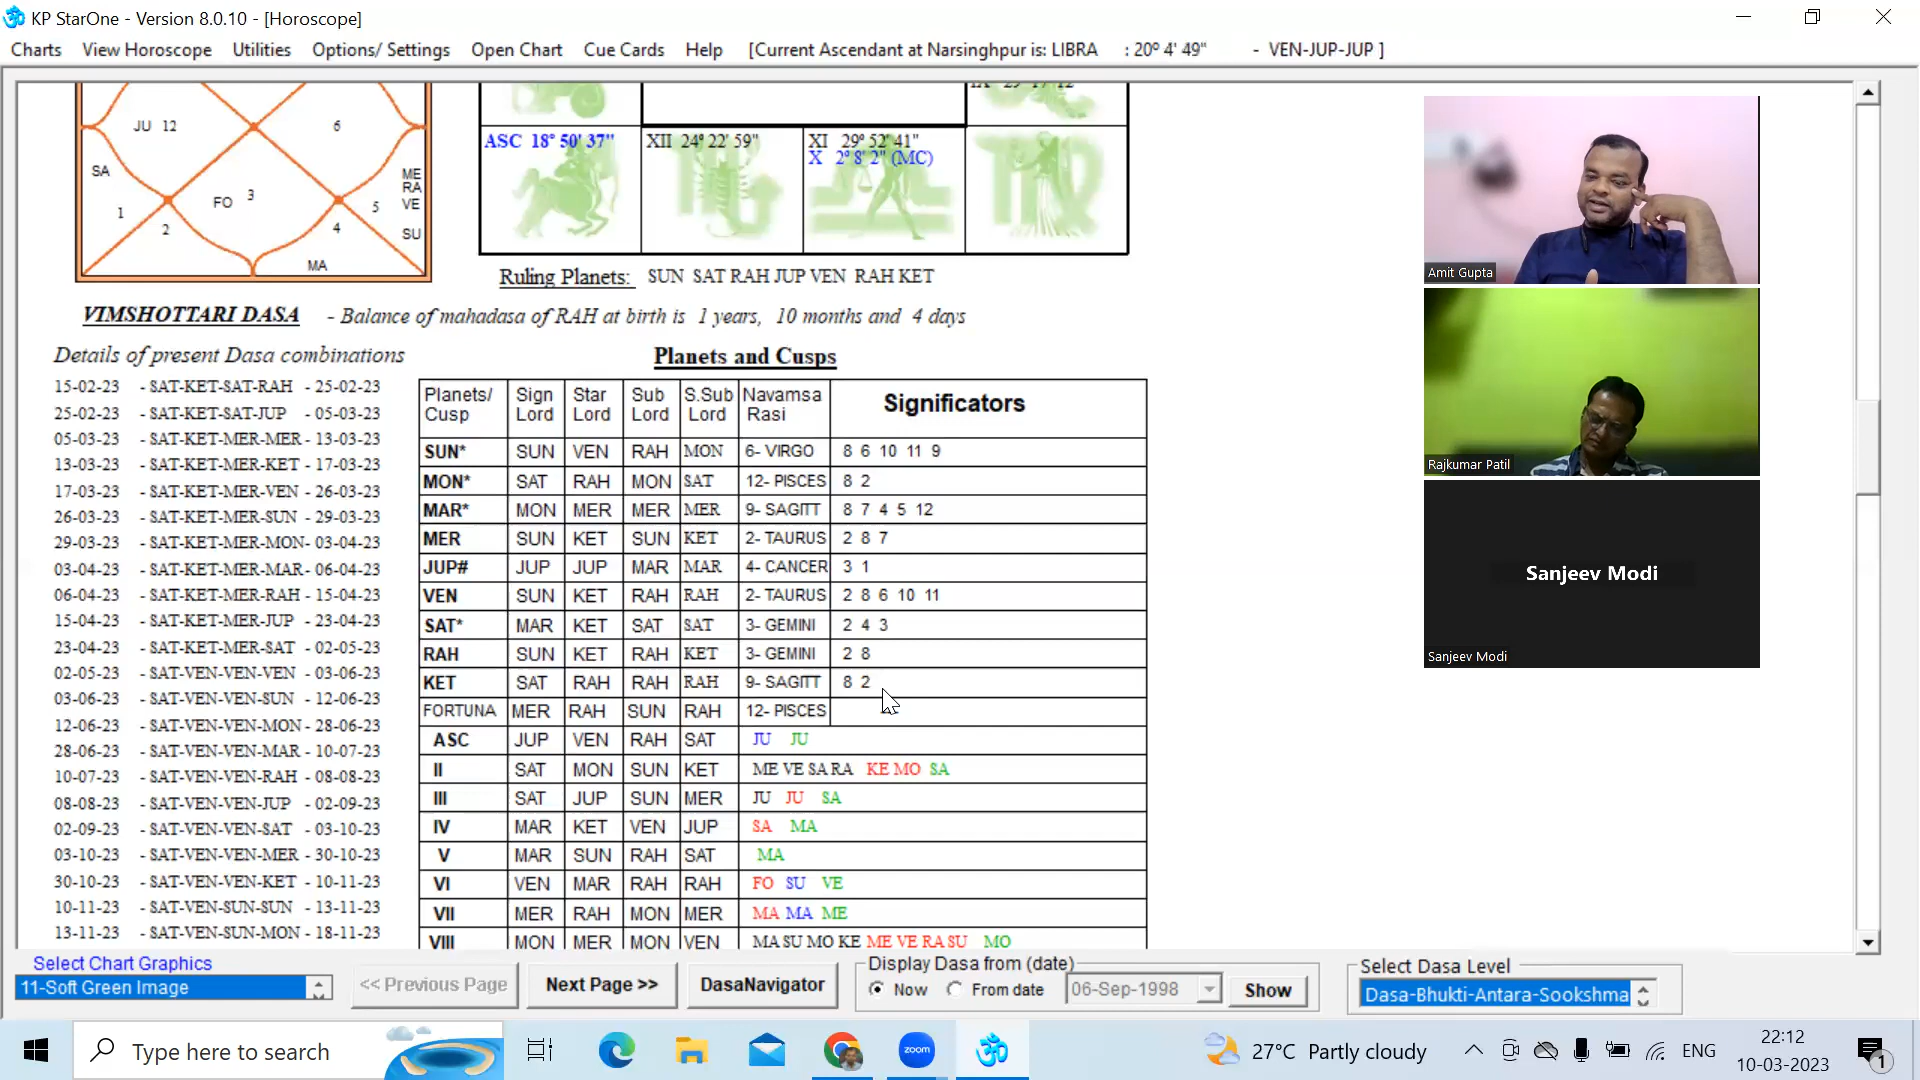 KP StarOne - Version 8.0.10 - [Horoscope]
Charts View Horoscope Utilities Options/ Settings Open Chart Cue Cards Help [Current Ascendant at Narsinghpur is: LIBRA : 20º 4' 49" - VEN-JUP-JUP ]
JU 12
6
SA
1
2
FO 3
4
5
ME
RA
VE
SU
MA
ASC 18° 50' 37"
XII 24° 22' 59"
XI 29° 52' 41"
X 2° 8' 2" (MC)
Ruling Planets: SUN SAT RAH JUP VEN RAH KET
VIMSHOTTARI DASA - Balance of mahadasa of RAH at birth is 1 years, 10 months and 4 days
Details of present Dasa combinations
15-02-23 - SAT-KET-SAT-RAH - 25-02-23
25-02-23 - SAT-KET-SAT-JUP - 05-03-23
05-03-23 - SAT-KET-MER-MER - 13-03-23
13-03-23 - SAT-KET-MER-KET - 17-03-23
17-03-23 - SAT-KET-MER-VEN - 26-03-23
26-03-23 - SAT-KET-MER-SUN - 29-03-23
29-03-23 - SAT-KET-MER-MON- 03-04-23
03-04-23 - SAT-KET-MER-MAR - 06-04-23
06-04-23 - SAT-KET-MER-RAH - 15-04-23
15-04-23 - SAT-KET-MER-JUP - 23-04-23
23-04-23 - SAT-KET-MER-SAT - 02-05-23
02-05-23 - SAT-VEN-VEN-VEN - 03-06-23
03-06-23 - SAT-VEN-VEN-SUN - 12-06-23
12-06-23 - SAT-VEN-VEN-MON - 28-06-23
28-06-23 - SAT-VEN-VEN-MAR - 10-07-23
10-07-23 - SAT-VEN-VEN-RAH - 08-08-23
08-08-23 - SAT-VEN-VEN-JUP - 02-09-23
02-09-23 - SAT-VEN-VEN-SAT - 03-10-23
03-10-23 - SAT-VEN-VEN-MER - 30-10-23
30-10-23 - SAT-VEN-VEN-KET - 10-11-23
10-11-23 - SAT-VEN-SUN-SUN - 13-11-23
13-11-23 - SAT-VEN-SUN-MON - 18-11-23
Planets and Cusps
Planets/ Cusp Sign Lord Star Lord Sub Lord S.Sub Lord Navamsa Rasi Significators
SUN* SUN VEN RAH MON 6- VIRGO 8 6 10 11 9
MON* SAT RAH MON SAT 12- PISCES 8 2
MAR* MON MER MER MER 9- SAGITT 8 7 4 5 12
MER SUN KET SUN KET 2- TAURUS 2 8 7
JUP# JUP JUP MAR MAR 4- CANCER 3 1
VEN SUN KET RAH RAH 2- TAURUS 2 8 6 10 11
SAT* MAR KET SAT SAT 3- GEMINI 2 4 3
RAH SUN KET RAH KET 3- GEMINI 2 8
KET SAT RAH RAH RAH 9- SAGITT 8 2
FORTUNA MER RAH SUN RAH 12- PISCES
ASC JUP VEN RAH SAT JU JU
II SAT MON SUN KET ME VE SA RA KE MO SA
III SAT JUP SUN MER JU JU SA
IV MAR KET VEN JUP SA MA
V MAR SUN RAH SAT MA
VI VEN MAR RAH RAH FO SU VE
VII MER RAH MON MER MA MA ME
VIII MON MER MON VEN MA SU MO KE ME VE RA SU MO
Amit Gupta
Rajkumar Patil
Sanjeev Modi
Sanjeev Modi
Select Chart Graphics
11-Soft Green Image
<< Previous Page
Next Page >>
DasaNavigator
Display Dasa from (date)
Now From date 06-Sep-1998 Show
Select Dasa Level
Dasa-Bhukti-Antara-Sookshma
Type here to search
zoom
27°C Partly cloudy
ENG
22:12
10-03-2023
1